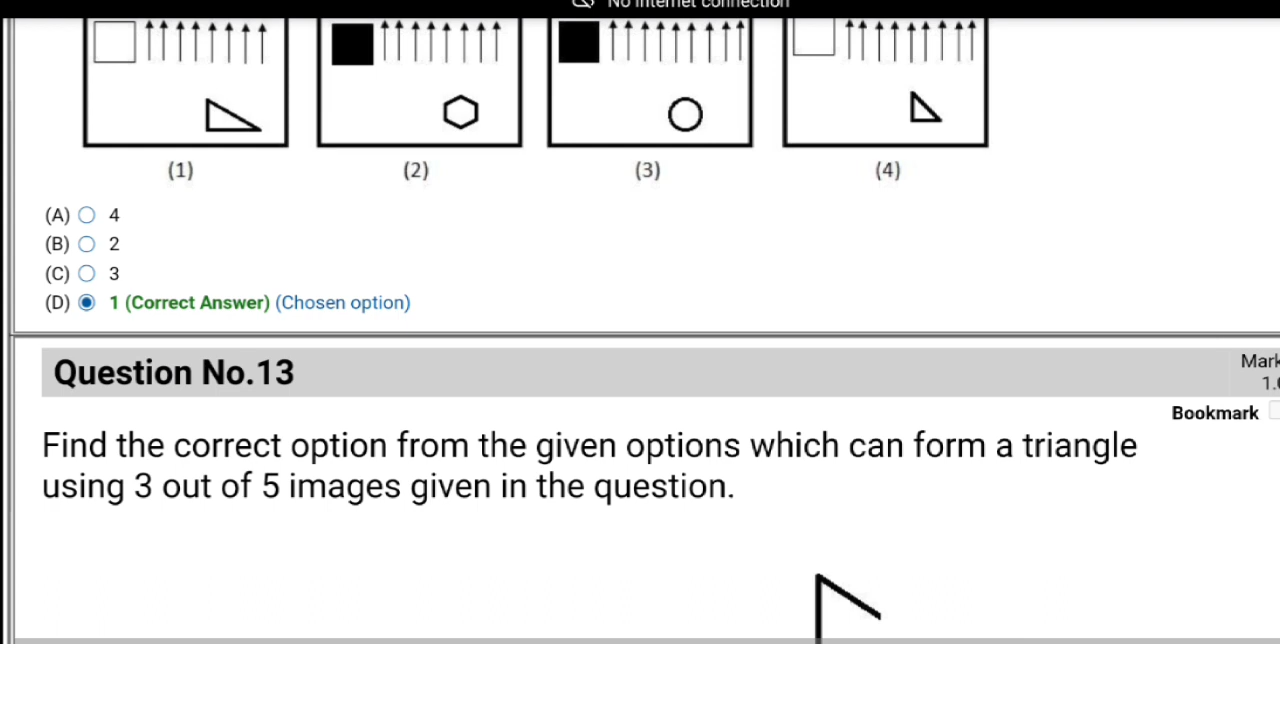 No internet connection
(1) (2) (3) (4)
(A) 4
(B) 2
(C) 3
(D) 1 (Correct Answer) (Chosen option)
Question No.13
Bookmark
Find the correct option from the given options which can form a triangle
using 3 out of 5 images given in the question.